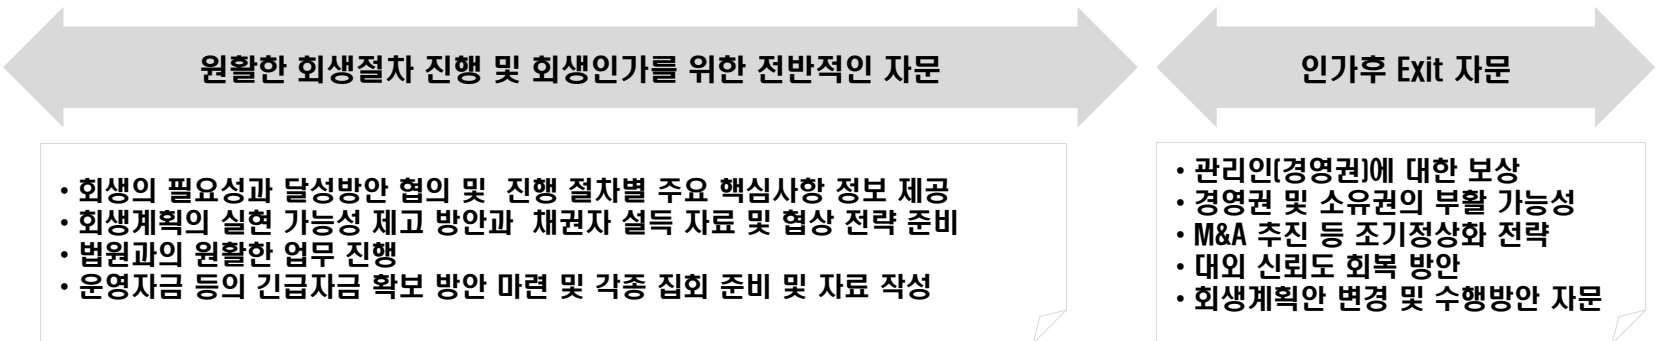 원활한 회생절차 진행 및 회생인가를 위한 전반적인 자문
인가후 Exit 자문
• 회생의 필요성과 달성방안 협의 및 진행 절차별 주요 핵심사항 정보 제공
• 회생계획의 실현 가능성 제고 방안과 채권자 설득 자료 및 협상 전략 준비
• 법원과의 원활한 업무 진행
• 운영자금 등의 긴급자금 확보 방안 마련 및 각종 집회 준비 및 자료 작성
• 관리인(경영권)에 대한 보상
• 경영권 및 소유권의 부활 가능성
• M&A 추진 등 조기정상화 전략
• 대외 신뢰도 회복 방안
• 회생계획안 변경 및 수행방안 자문